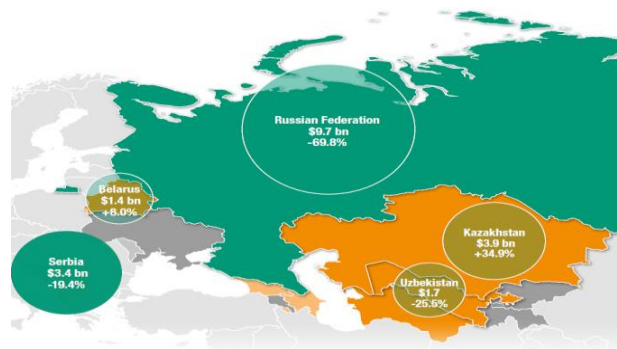 Russian Federation
$9.7 bn
-69.8%
Belarus
$1.4 bn
+8.0%
Kazakhstan
$3.9 bn
+34.9%
Serbia
$3.4 bn
-19.4%
Uzbekistan
$1.7
-25.5%